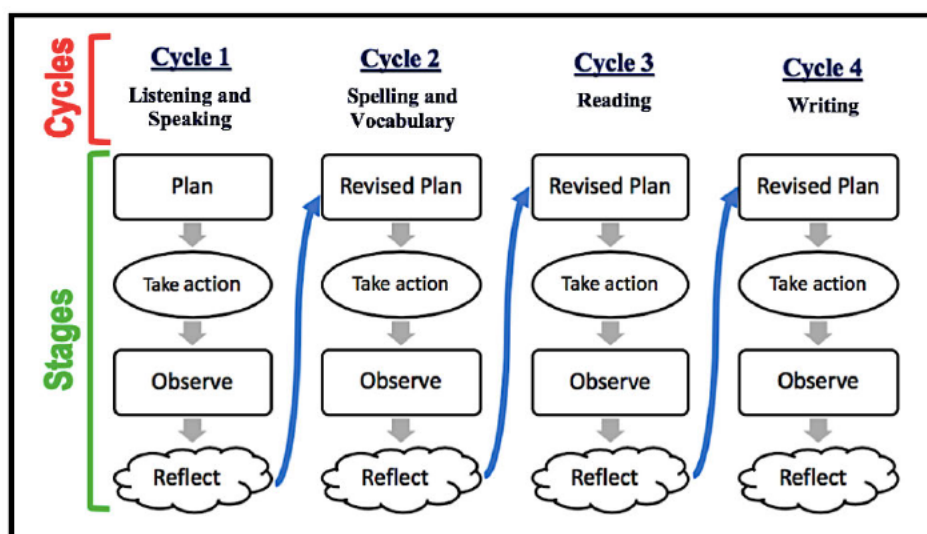 Cycles
Cycle 1
Listening and
Speaking
Cycle 2
Spelling and
Vocabulary
Cycle 3
Reading
Cycle 4
Writing
Stages
Plan
Take action
Observe
Reflect
Revised Plan
Take action
Observe
Reflect
Revised Plan
Take action
Observe
Reflect
Revised Plan
Take action
Observe
Reflect